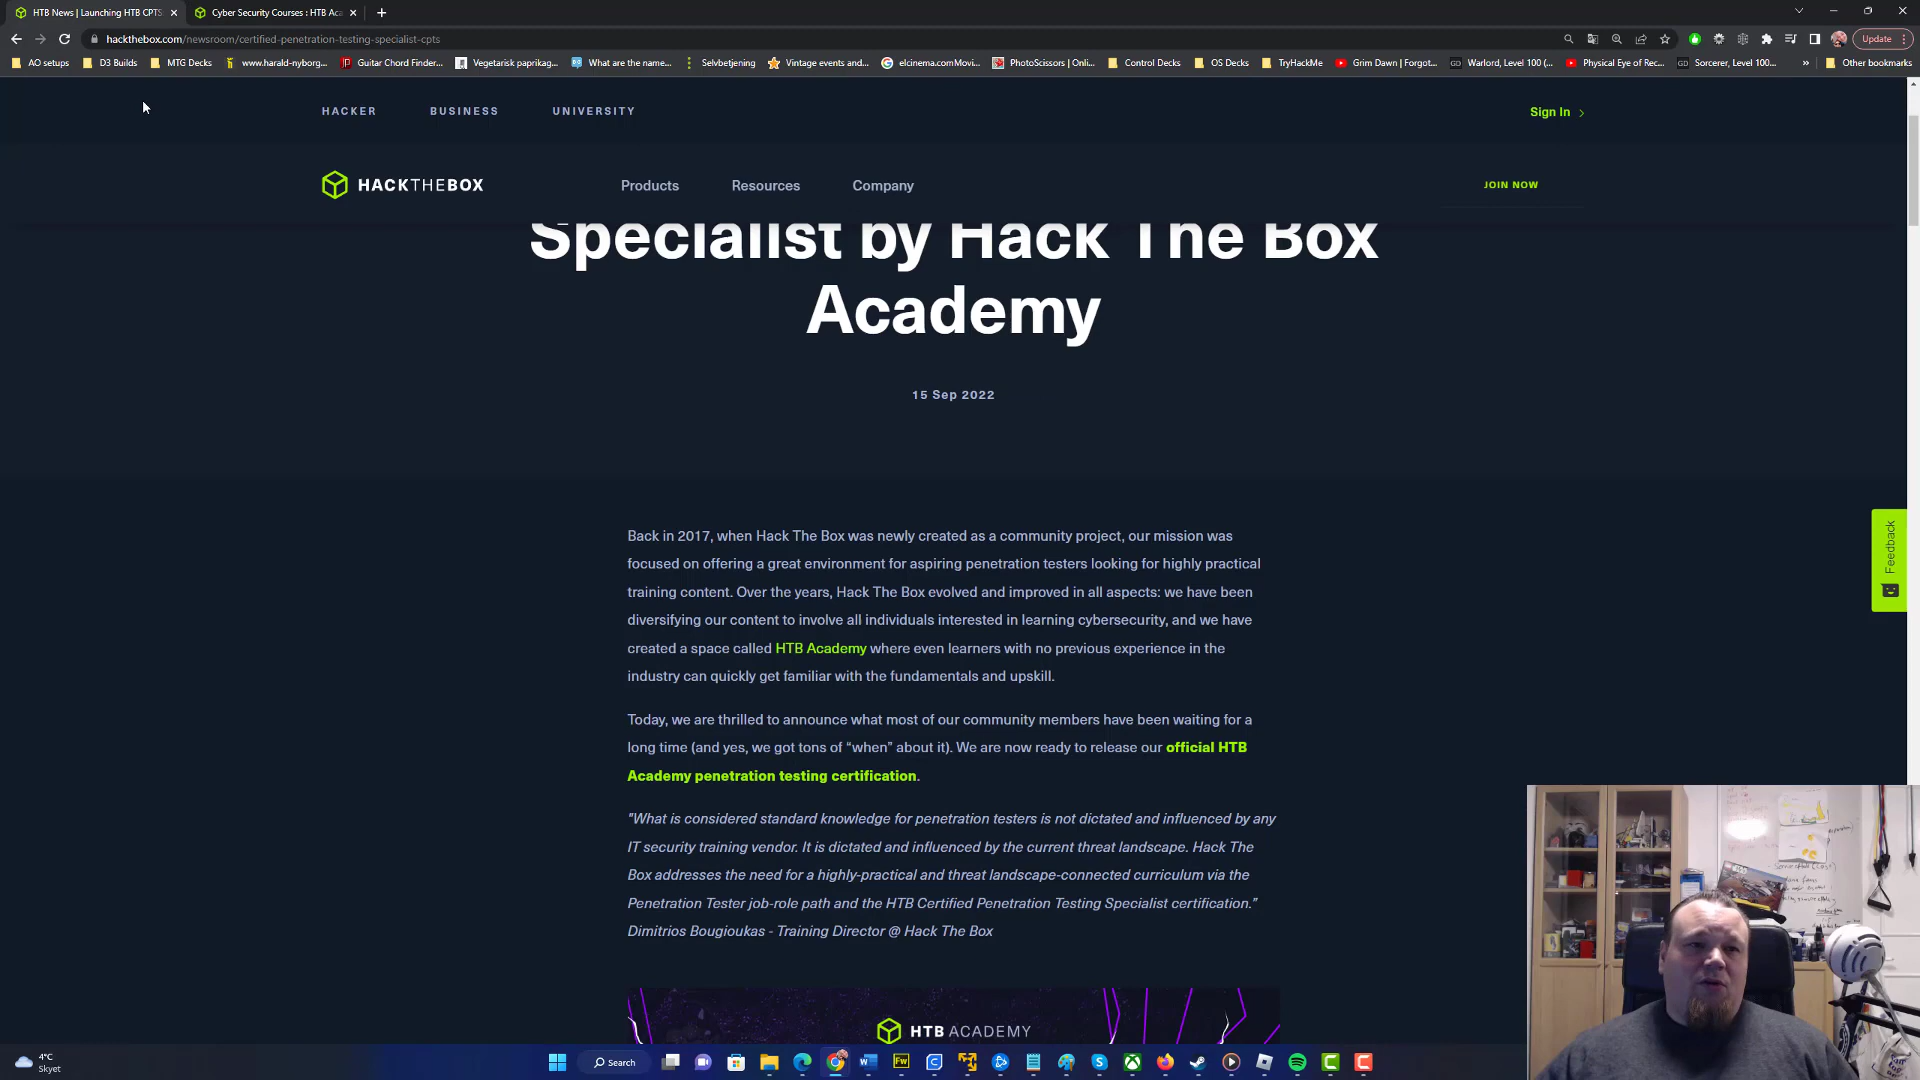 HTB News | Launching HTB CPTS
Cyber Security Courses : HTB Aca
hackthebox.com/newsroom/certified-penetration-testing-specialist-cpts
Update
AO setups
D3 Builds
MTG Decks
www.harald-nyborg...
Guitar Chord Finder...
Vegetarisk paprikag...
What are the name...
Selvbetjening
Vintage events and...
elcinema.comMovi...
PhotoScissors | Onli...
Control Decks
OS Decks
TryHackMe
Grim Dawn | Forgot...
Warlord, Level 100 (...
Physical Eye of Rec...
Sorcerer, Level 100...
»
Other bookmarks
HACKER
BUSINESS
UNIVERSITY
Sign In
HACKTHEBOX
Products
Resources
Company
JOIN NOW
Specialist by Hack The Box
Academy
15 Sep 2022
Back in 2017, when Hack The Box was newly created as a community project, our mission was
focused on offering a great environment for aspiring penetration testers looking for highly practical
training content. Over the years, Hack The Box evolved and improved in all aspects: we have been
diversifying our content to involve all individuals interested in learning cybersecurity, and we have
created a space called HTB Academy where even learners with no previous experience in the
industry can quickly get familiar with the fundamentals and upskill.
Today, we are thrilled to announce what most of our community members have been waiting for a
long time (and yes, we got tons of “when” about it). We are now ready to release our official HTB
Academy penetration testing certification.
"What is considered standard knowledge for penetration testers is not dictated and influenced by any
IT security training vendor. It is dictated and influenced by the current threat landscape. Hack The
Box addresses the need for a highly-practical and threat landscape-connected curriculum via the
Penetration Tester job-role path and the HTB Certified Penetration Testing Specialist certification.”
Dimitrios Bougioukas - Training Director @ Hack The Box
HTB ACADEMY
Feedback
4°C
Skyet
Search